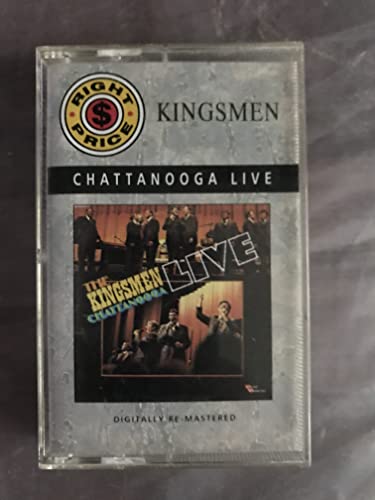 RIGHT
$
PRICE
KINGSMEN
CHATTANOOGA LIVE
THE
KINGSMEN
LIVE
CHATTANOOGA
DIGITALLY RE-MASTERED